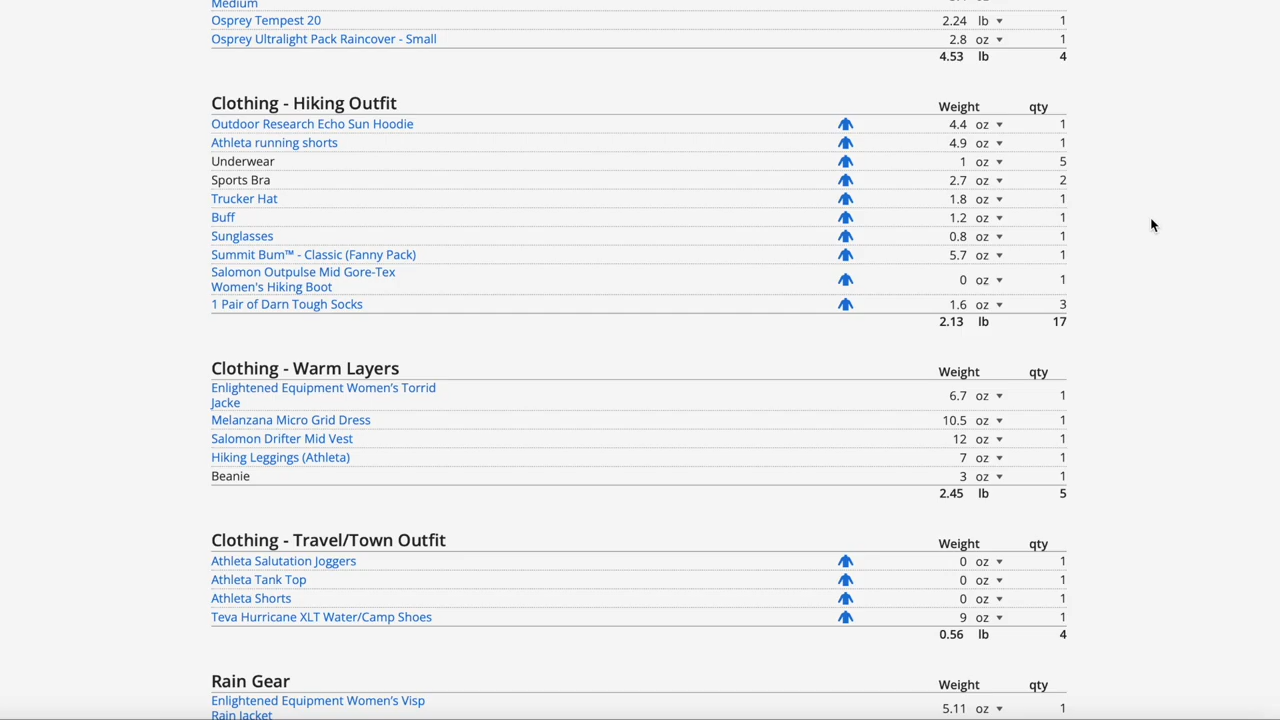 Medium
Osprey Tempest 20 2.24 lb 1
Osprey Ultralight Pack Raincover - Small 2.8 oz 1
4.53 lb 4
Clothing - Hiking Outfit Weight qty
Outdoor Research Echo Sun Hoodie 4.4 oz 1
Athleta running shorts 4.9 oz 1
Underwear 1 oz 5
Sports Bra 2.7 oz 2
Trucker Hat 1.8 oz 1
Buff 1.2 oz 1
Sunglasses 0.8 oz 1
Summit Bum™ - Classic (Fanny Pack) 5.7 oz 1
Salomon Outpulse Mid Gore-Tex
Women's Hiking Boot 0 oz 1
1 Pair of Darn Tough Socks 1.6 oz 3
2.13 lb 17
Clothing - Warm Layers Weight qty
Enlightened Equipment Women’s Torrid
Jacke 6.7 oz 1
Melanzana Micro Grid Dress 10.5 oz 1
Salomon Drifter Mid Vest 12 oz 1
Hiking Leggings (Athleta) 7 oz 1
Beanie 3 oz 1
2.45 lb 5
Clothing - Travel/Town Outfit Weight qty
Athleta Salutation Joggers 0 oz 1
Athleta Tank Top 0 oz 1
Athleta Shorts 0 oz 1
Teva Hurricane XLT Water/Camp Shoes 9 oz 1
0.56 lb 4
Rain Gear Weight qty
Enlightened Equipment Women’s Visp
Rain Jacket 5.11 oz 1